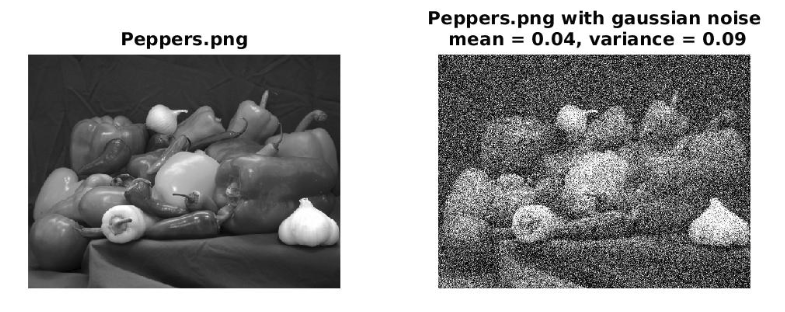 Peppers.png
Peppers.png with gaussian noise
mean = 0.04, variance = 0.09